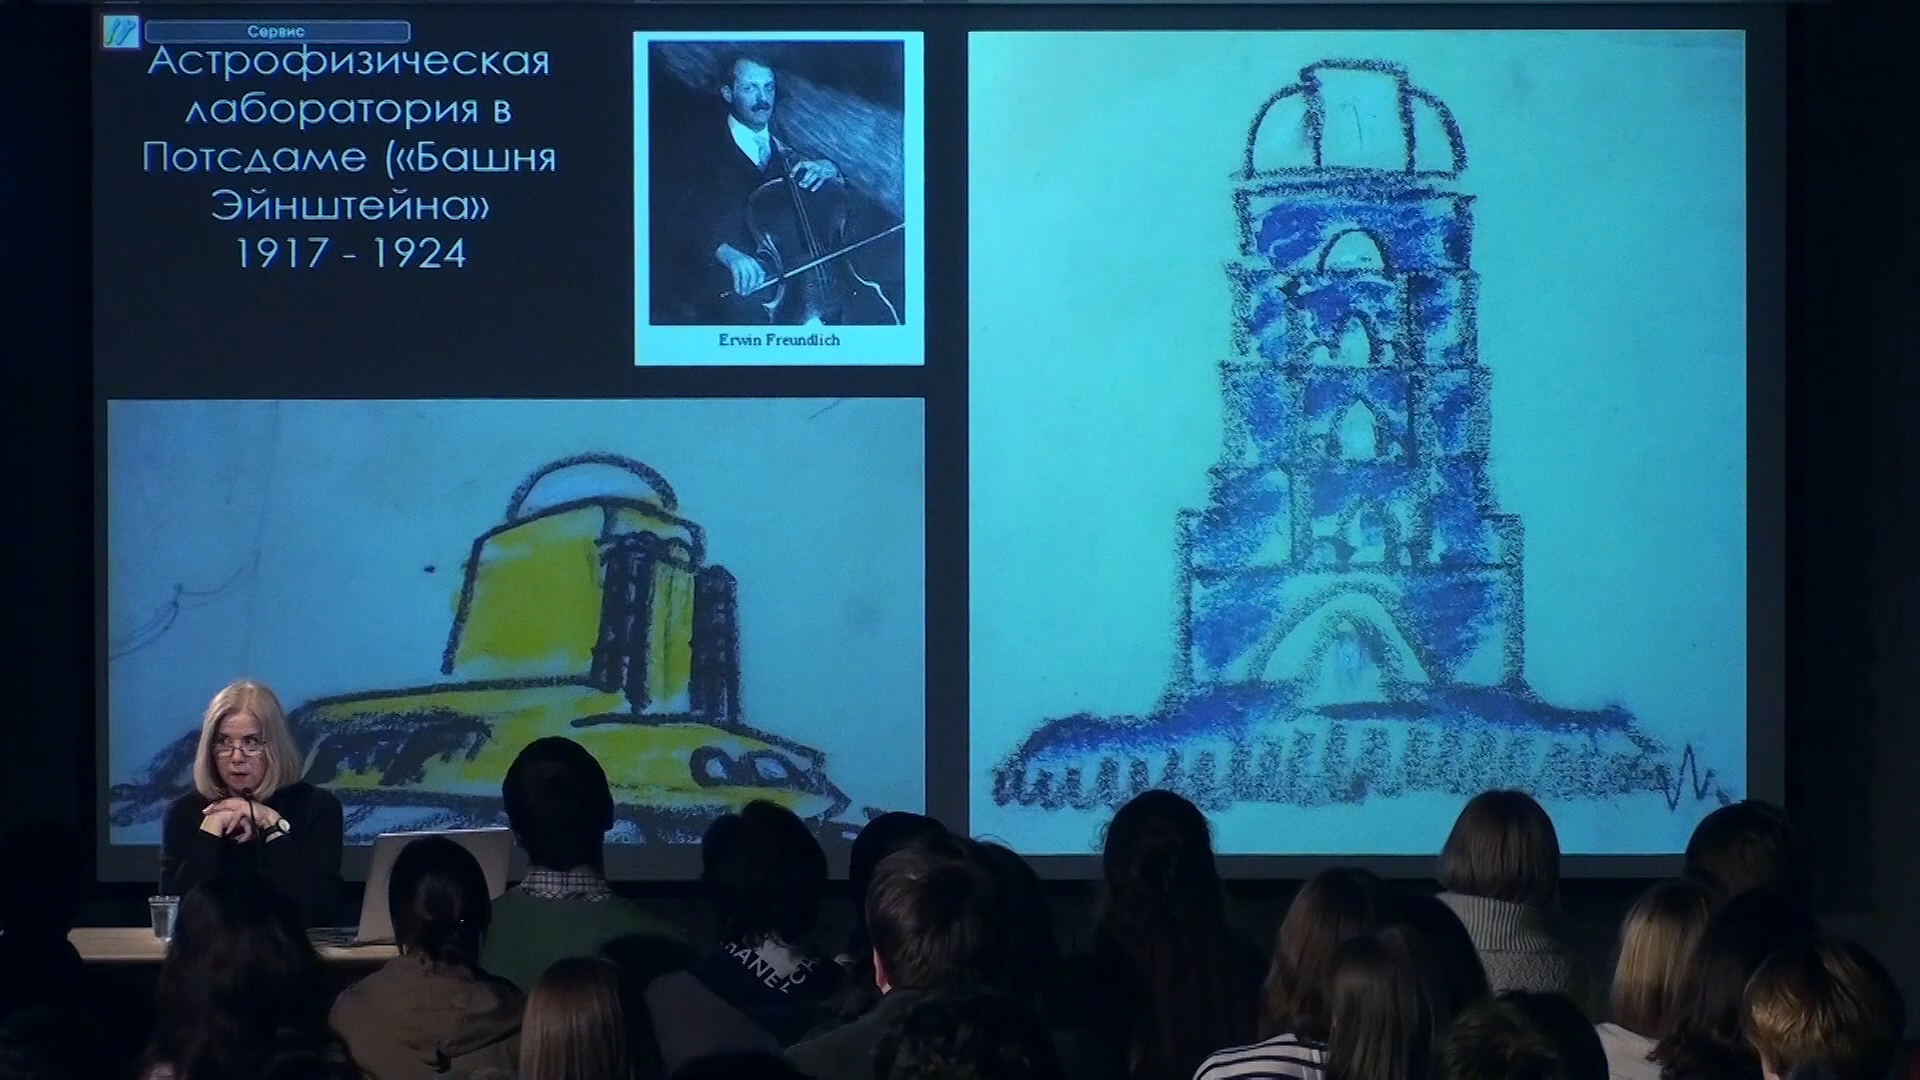 Сервис
Астрофизическая
лаборатория в
Потсдаме («Башня
Эйнштейна»
1917 - 1924
Erwin Freundlich
CHANEL